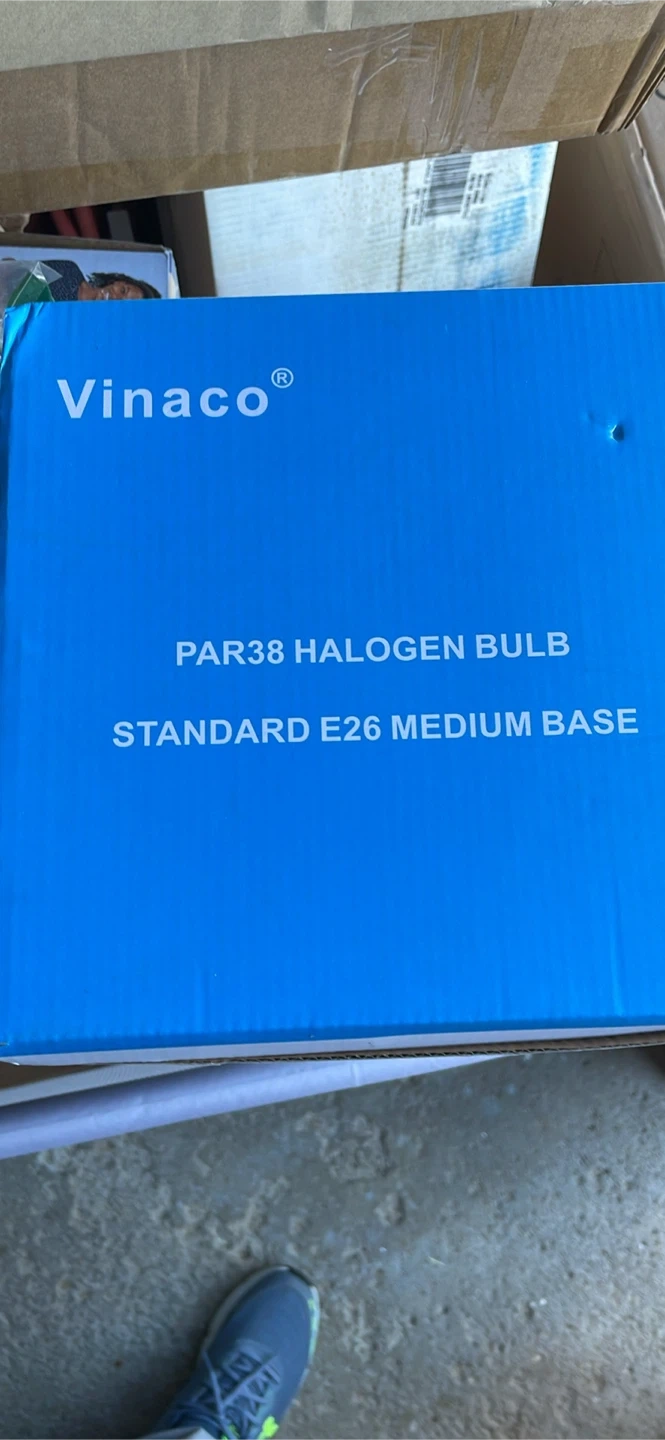 Vinaco®
PAR38 HALOGEN BULB
STANDARD E26 MEDIUM BASE